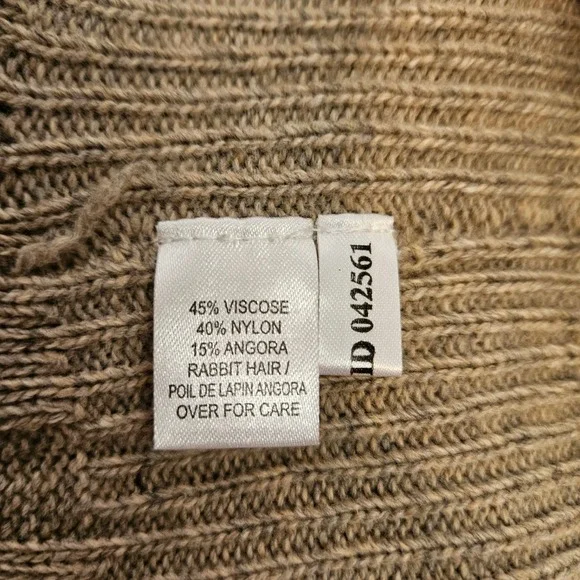 45% VISCOSE
40% NYLON
15% ANGORA
RABBIT HAIR /
POIL DE LAPIN ANGORA
OVER FOR CARE
ID 042561